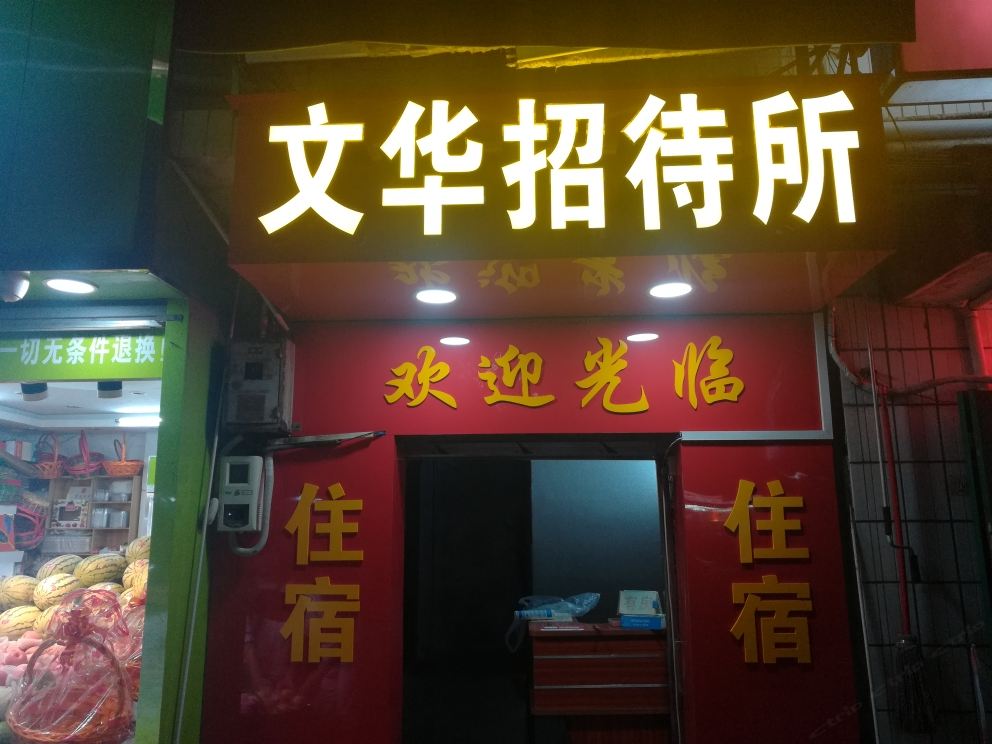 文华招待所
欢迎光临
一切无条件退换!
住宿
住宿